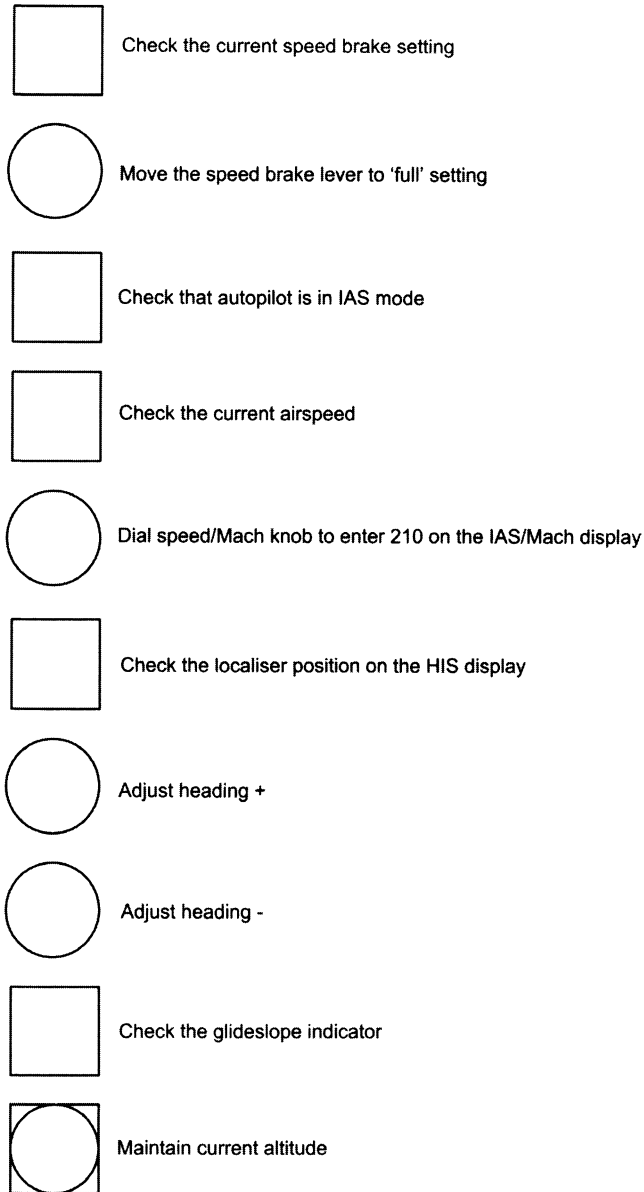 Check the current speed brake setting
Move the speed brake lever to ‘full’ setting
Check that autopilot is in IAS mode
Check the current airspeed
Dial speed/Mach knob to enter 210 on the IAS/Mach display
Check the localiser position on the HIS display
Adjust heading +
Adjust heading -
Check the glideslope indicator
Maintain current altitude